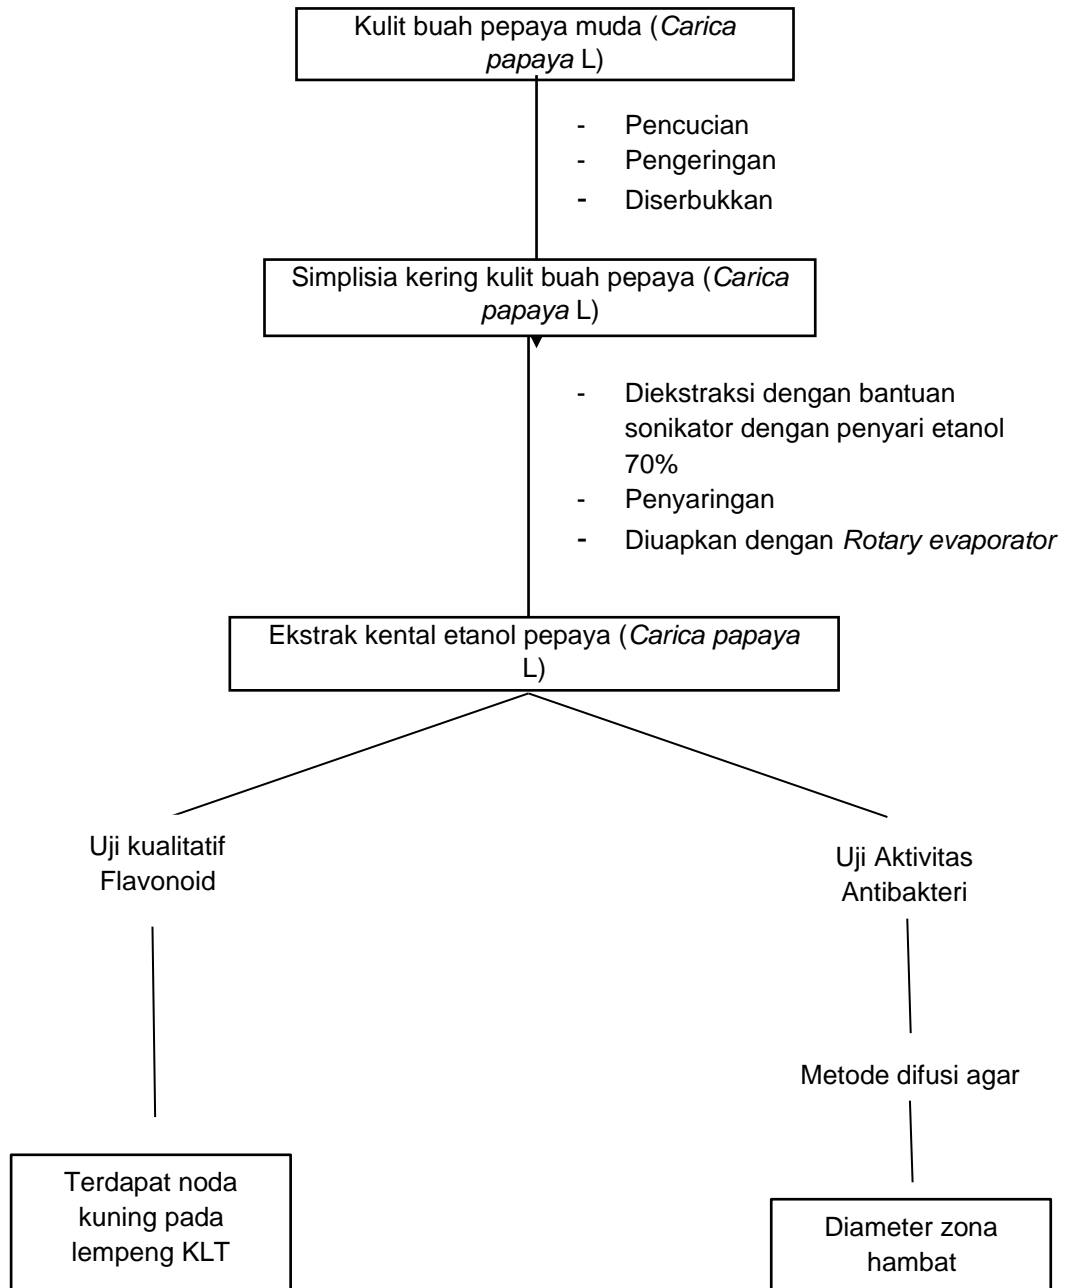 Kulit buah pepaya muda (Carica
papaya L)
- Pencucian
- Pengeringan
- Diserbukkan
Simplisia kering kulit buah pepaya (Carica
papaya L)
- Diekstraksi dengan bantuan
sonikator dengan penyari etanol
70%
- Penyaringan
- Diuapkan dengan Rotary evaporator
Ekstrak kental etanol pepaya (Carica papaya
L)
Uji kualitatif
Flavonoid
Uji Aktivitas
Antibakteri
Metode difusi agar
Terdapat noda
kuning pada
lempeng KLT
Diameter zona
hambat